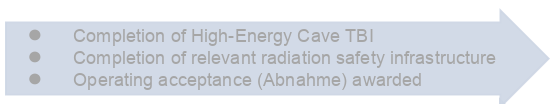 ● Completion of High-Energy Cave TBI
● Completion of relevant radiation safety infrastructure
● Operating acceptance (Abnahme) awarded